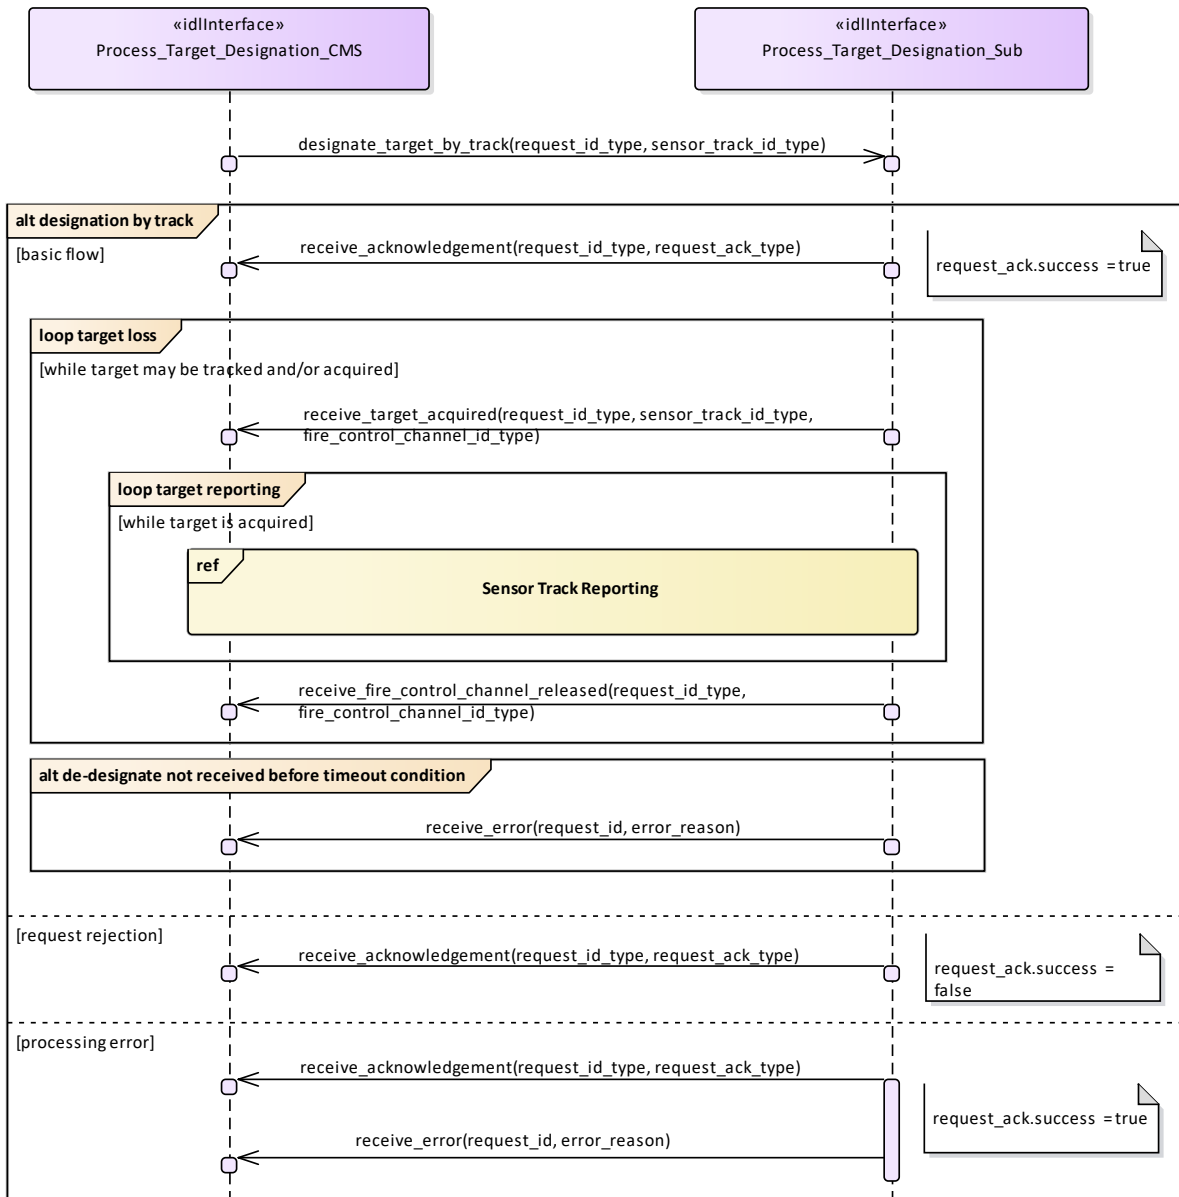 «idlInterface»
Process_Target_Designation_CMS
«idlInterface»
Process_Target_Designation_Sub
designate_target_by_track(request_id_type, sensor_track_id_type)
alt designation by track
[basic flow]
receive_acknowledgement(request_id_type, request_ack_type)
request_ack.success =true
loop target loss
[while target may be tracked and/or acquired]
receive_target_acquired(request_id_type, sensor_track_id_type,
fire_control_channel_id_type)
loop target reporting
[while target is acquired]
ref
Sensor Track Reporting
receive_fire_control_channel_released(request_id_type,
fire_control_channel_id_type)
alt de-designate not received before timeout condition
receive_error(request_id, error_reason)
[request rejection]
receive_acknowledgement(request_id_type, request_ack_type)
request_ack.success =
false
[processing error]
receive_acknowledgement(request_id_type, request_ack_type)
request_ack.success =true
receive_error(request_id, error_reason)